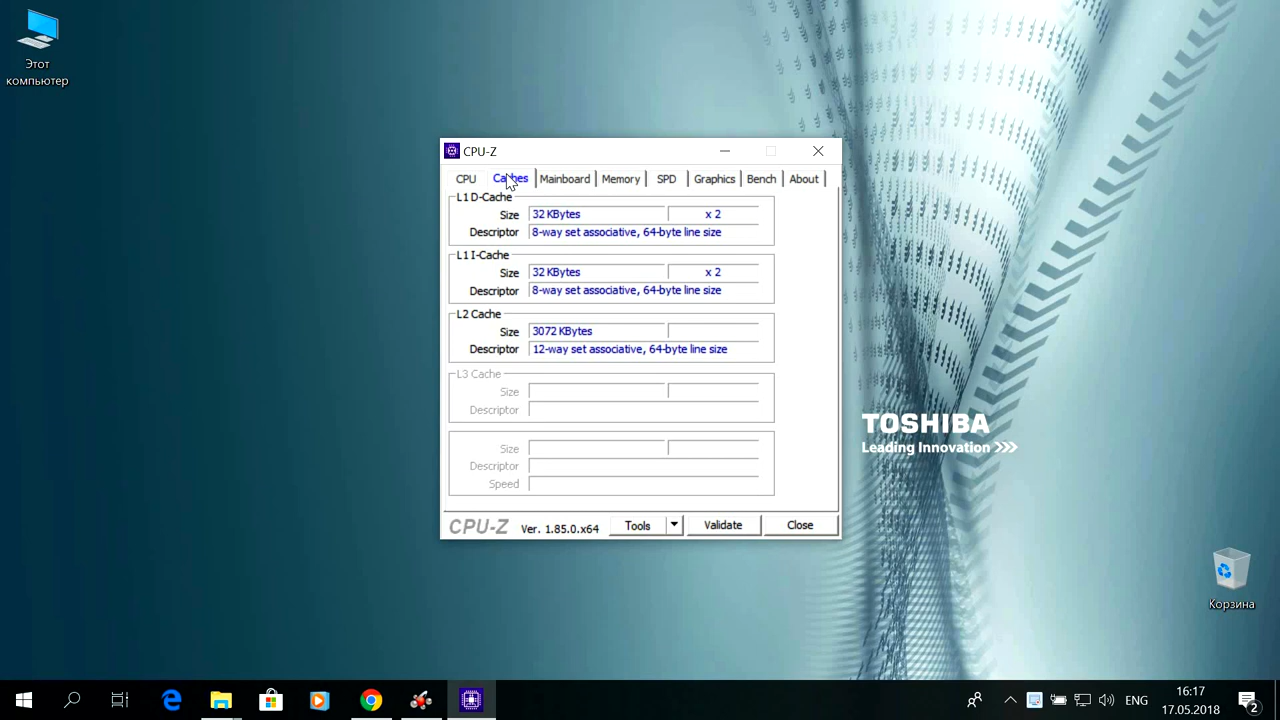 Этот
компьютер
CPU-Z
CPU Caches Mainboard Memory SPD Graphics Bench About
L1 D-Cache
Size 32 KBytes x 2
Descriptor 8-way set associative, 64-byte line size
L1 I-Cache
Size 32 KBytes x 2
Descriptor 8-way set associative, 64-byte line size
L2 Cache
Size 3072 KBytes
Descriptor 12-way set associative, 64-byte line size
L3 Cache
Size
Descriptor
Size
Descriptor
Speed
CPU-Z Ver. 1.85.0.x64 Tools Validate Close
TOSHIBA
Leading Innovation >>>
Корзина
ENG
16:17
17.05.2018
2